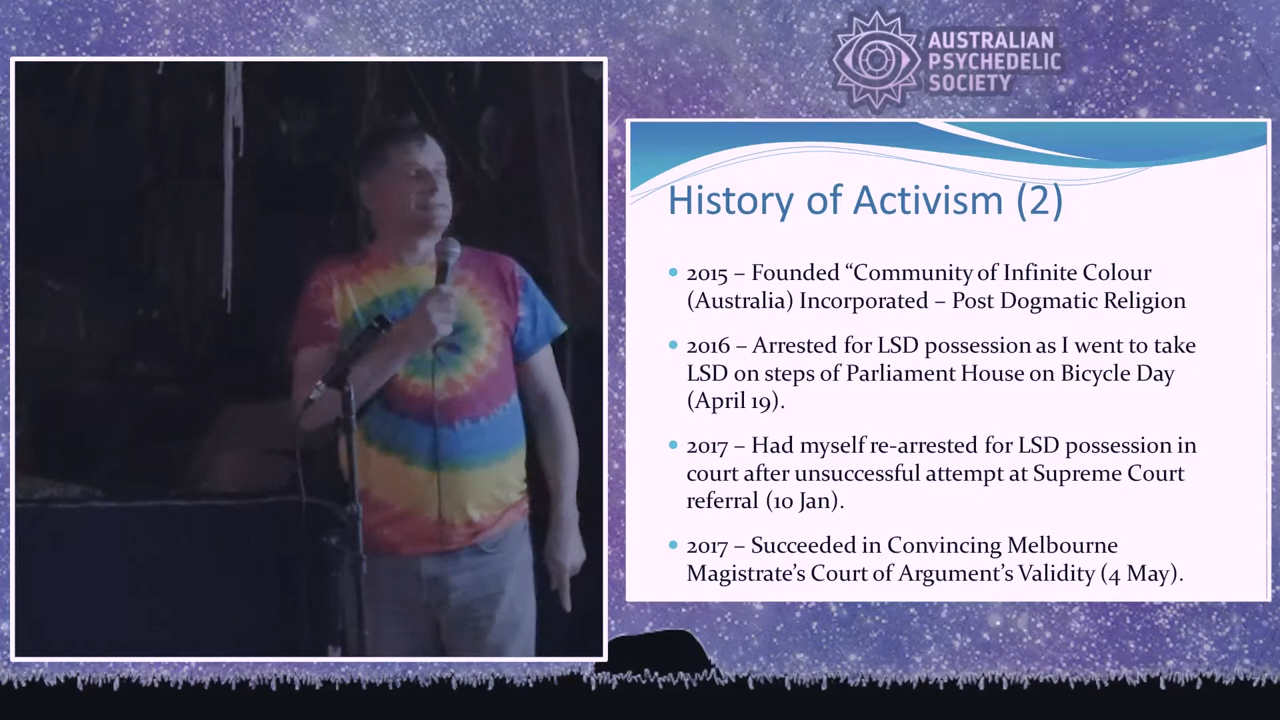 AUSTRALIAN
PSYCHEDELIC
SOCIETY
History of Activism (2)
• 2015 – Founded “Community of Infinite Colour
(Australia) Incorporated – Post Dogmatic Religion
• 2016 – Arrested for LSD possession as I went to take
LSD on steps of Parliament House on Bicycle Day
(April 19).
• 2017 – Had myself re-arrested for LSD possession in
court after unsuccessful attempt at Supreme Court
referral (10 Jan).
• 2017 – Succeeded in Convincing Melbourne
Magistrate’s Court of Argument’s Validity (4 May).